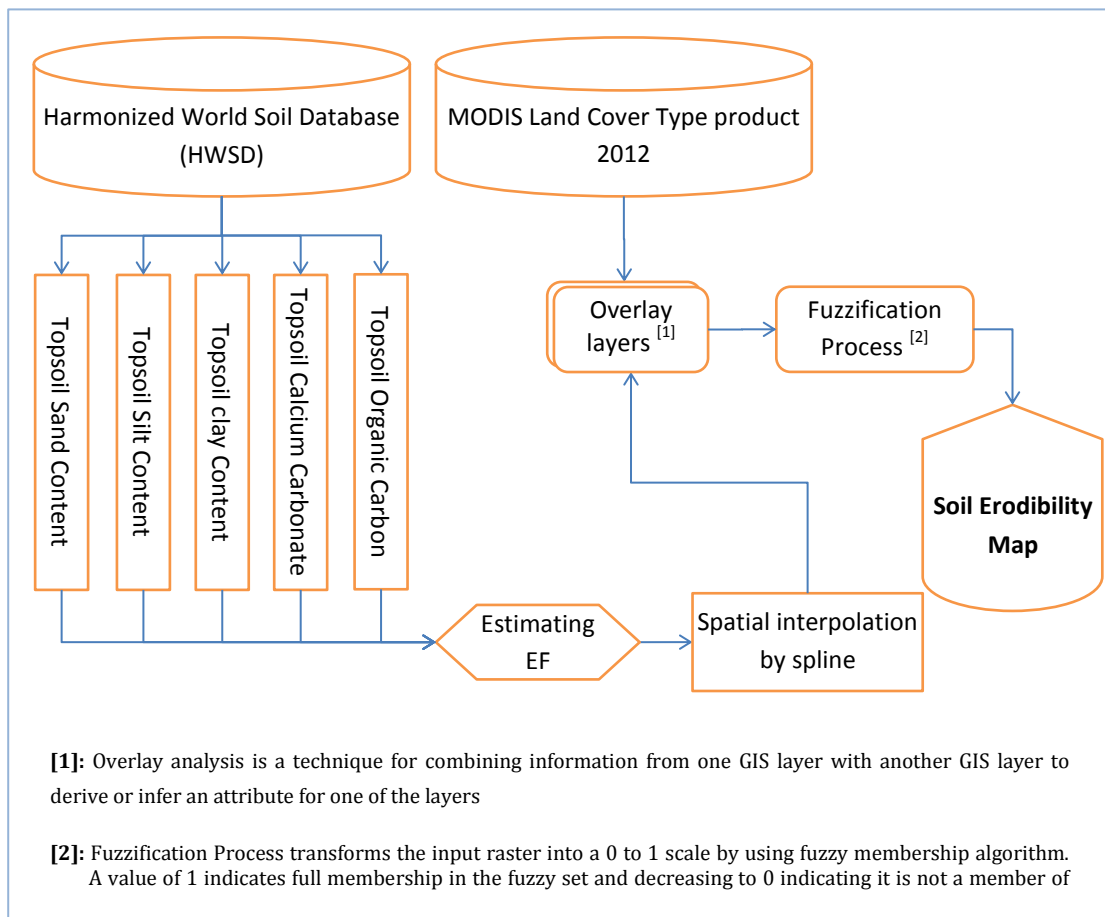 Harmonized World Soil Database
(HWSD)
MODIS Land Cover Type product
2012
Topsoil Sand Content
Topsoil Silt Content
Topsoil clay Content
Topsoil Calcium Carbonate
Topsoil Organic Carbon
Overlay
layers [1]
Fuzzification
Process [2]
Soil Erodibility
Map
Estimating
EF
Spatial interpolation
by spline
[1]: Overlay analysis is a technique for combining information from one GIS layer with another GIS layer to
derive or infer an attribute for one of the layers
[2]: Fuzzification Process transforms the input raster into a 0 to 1 scale by using fuzzy membership algorithm.
A value of 1 indicates full membership in the fuzzy set and decreasing to 0 indicating it is not a member of